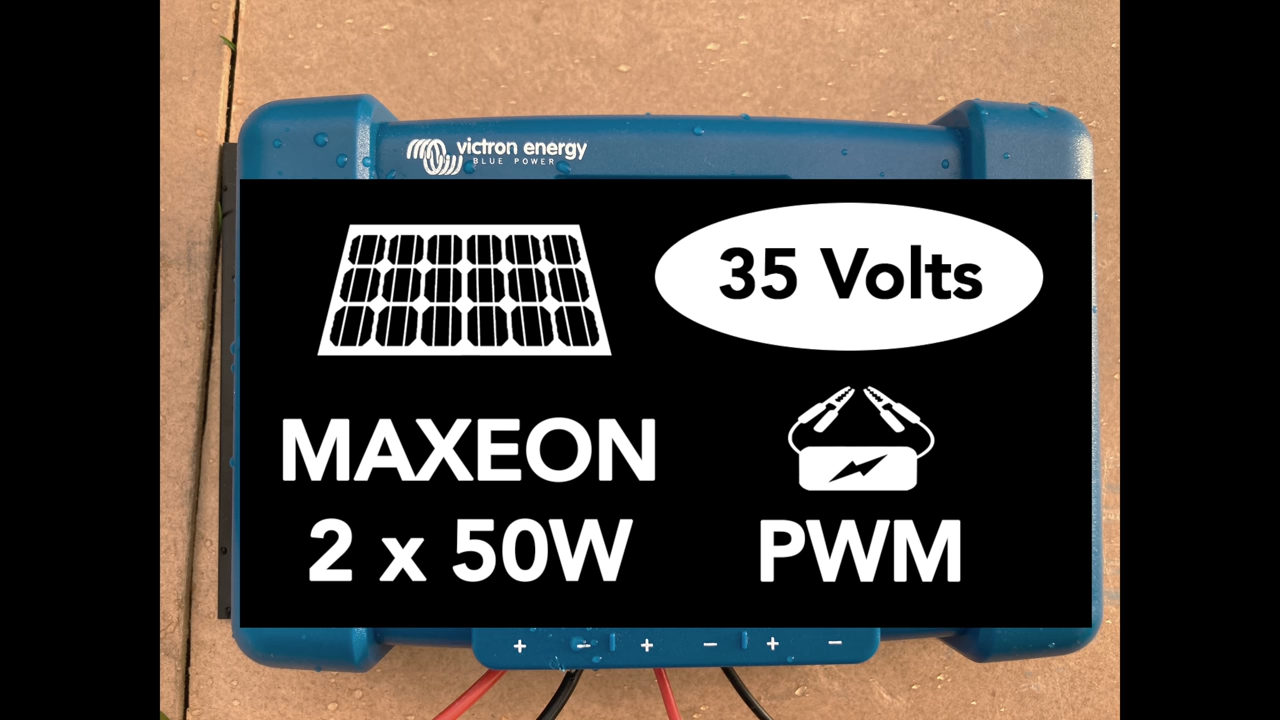 victron energy
BLUE POWER
35 Volts
MAXEON
2 x 50W
PWM
+ − + − + −